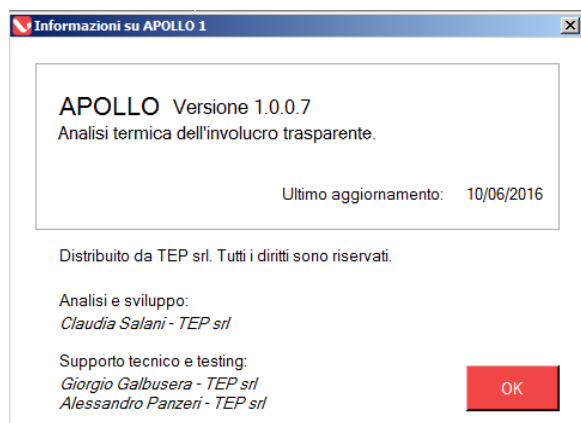 Informazioni su APOLLO 1
APOLLO Versione 1.0.0.7
Analisi termica dell'involucro trasparente.
Ultimo aggiornamento: 10/06/2016
Distribuito da TEP srl. Tutti i diritti sono riservati.
Analisi e sviluppo:
Claudia Salani - TEP srl
Supporto tecnico e testing:
Giorgio Galbusera - TEP srl
Alessandro Panzeri - TEP srl
OK